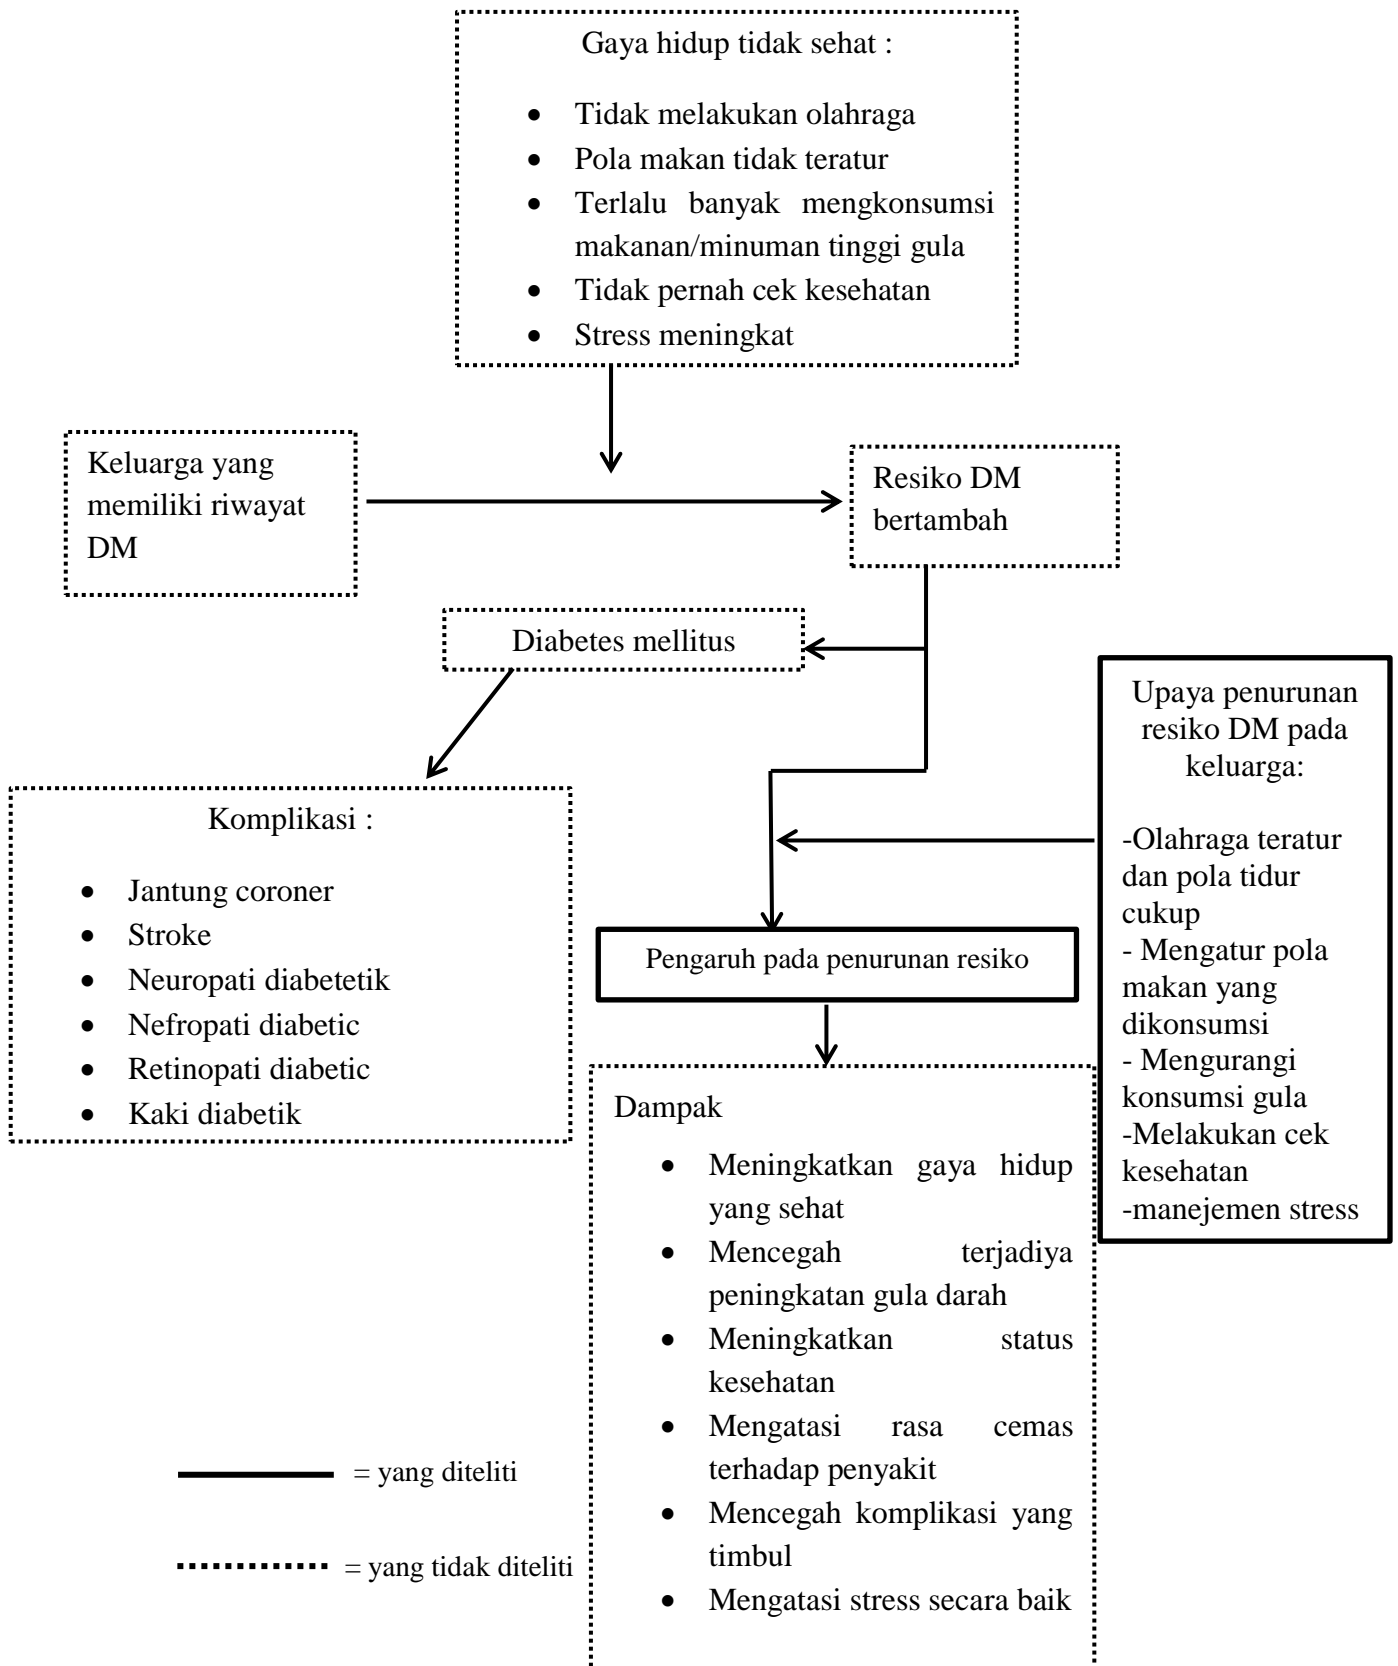 Gaya hidup tidak sehat :
• Tidak melakukan olahraga
• Pola makan tidak teratur
• Terlalu banyak mengkonsumsi
makanan/minuman tinggi gula
• Tidak pernah cek kesehatan
• Stress meningkat
Keluarga yang
memiliki riwayat
DM
Resiko DM
bertambah
Diabetes mellitus
Upaya penurunan
resiko DM pada
keluarga:
-Olahraga teratur
dan pola tidur
cukup
- Mengatur pola
makan yang
dikonsumsi
- Mengurangi
konsumsi gula
-Melakukan cek
kesehatan
-manejemen stress
Komplikasi :
• Jantung coroner
• Stroke
• Neuropati diabetetik
• Nefropati diabetic
• Retinopati diabetic
• Kaki diabetik
Pengaruh pada penurunan resiko
Dampak
• Meningkatkan gaya hidup
yang sehat
• Mencegah terjadiya
peningkatan gula darah
• Meningkatkan status
kesehatan
• Mengatasi rasa cemas
terhadap penyakit
• Mencegah komplikasi yang
timbul
• Mengatasi stress secara baik
= yang diteliti
= yang tidak diteliti